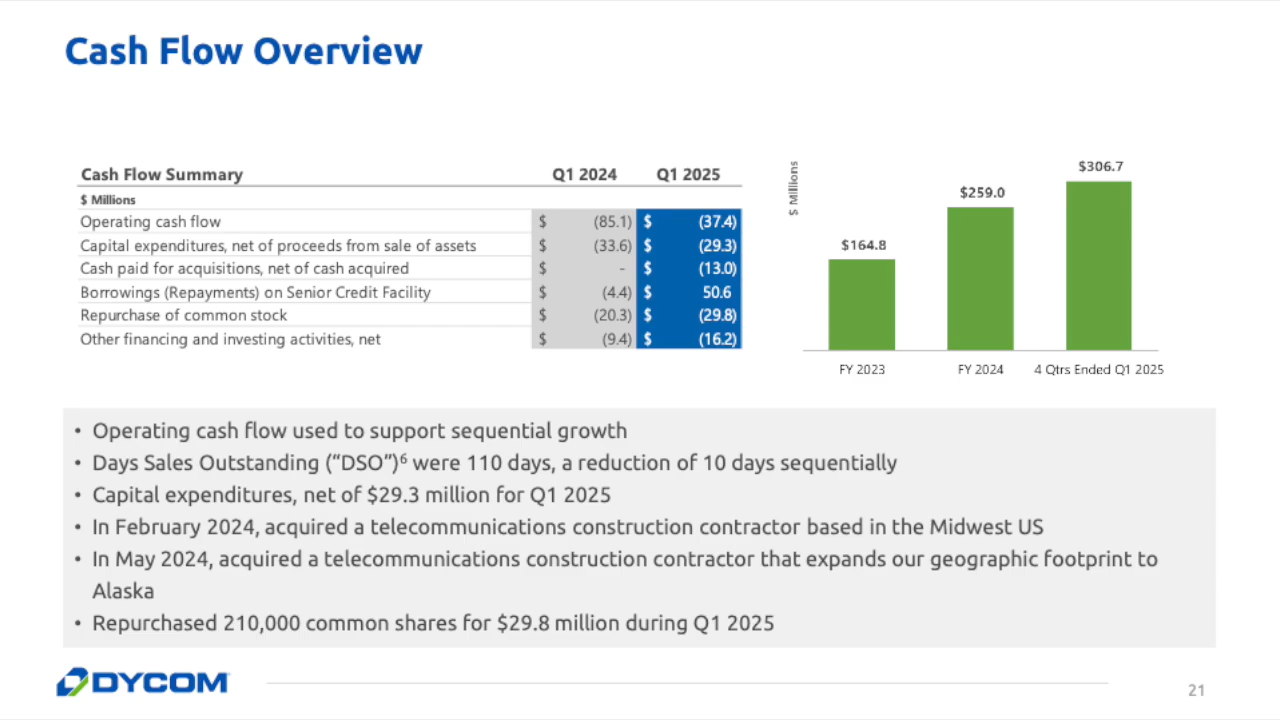 Cash Flow Overview
Cash Flow Summary Q1 2024 Q1 2025
$ Millions
Operating cash flow $ (85.1) $ (37.4)
Capital expenditures, net of proceeds from sale of assets $ (33.6) $ (29.3)
Cash paid for acquisitions, net of cash acquired $ - $ (13.0)
Borrowings (Repayments) on Senior Credit Facility $ (4.4) $ 50.6
Repurchase of common stock $ (20.3) $ (29.8)
Other financing and investing activities, net $ (9.4) $ (16.2)
$ Millions
$164.8
$259.0
$306.7
FY 2023 FY 2024 4 Qtrs Ended Q1 2025
• Operating cash flow used to support sequential growth
• Days Sales Outstanding (“DSO”)⁶ were 110 days, a reduction of 10 days sequentially
• Capital expenditures, net of $29.3 million for Q1 2025
• In February 2024, acquired a telecommunications construction contractor based in the Midwest US
• In May 2024, acquired a telecommunications construction contractor that expands our geographic footprint to
Alaska
• Repurchased 210,000 common shares for $29.8 million during Q1 2025
DYCOM
21